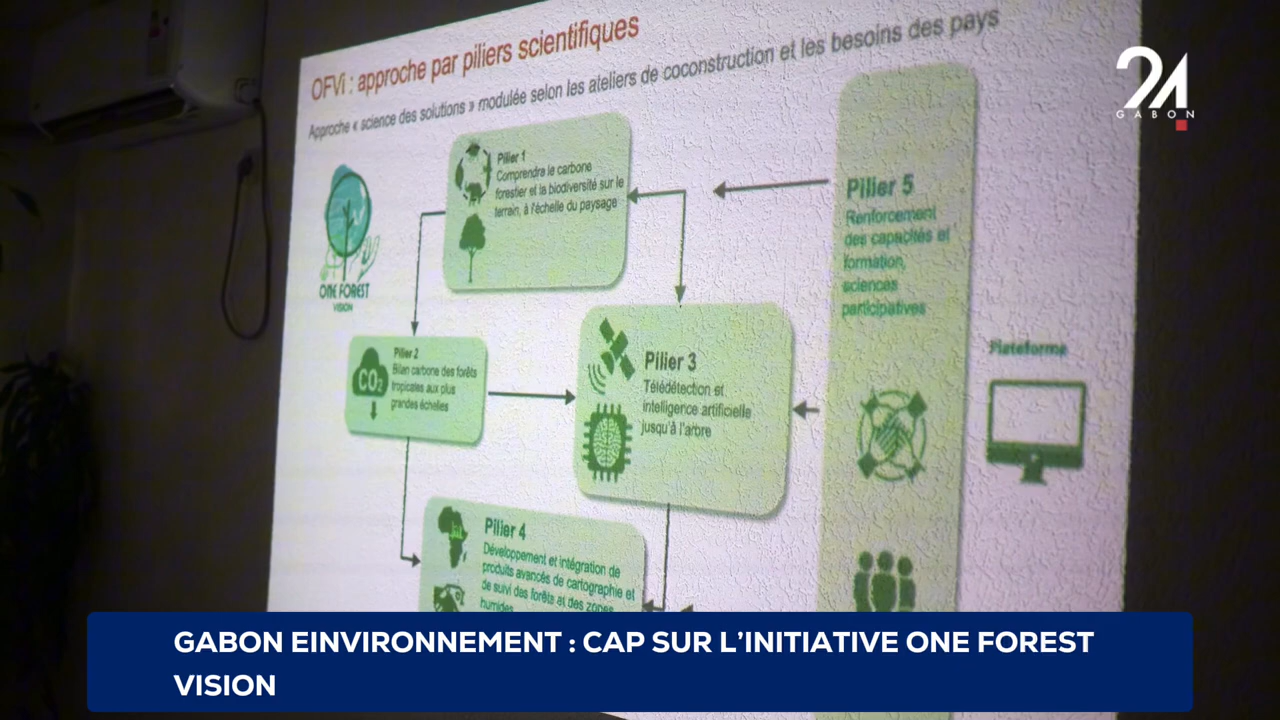 OFVi : approche par piliers scientifiques
Approche « science des solutions » modulée selon les ateliers de coconstruction et les besoins des pays
24
GABON
ONE FOREST
VISION
Pilier 1
Comprendre le carbone
forestier et la biodiversité sur le
terrain, à l'échelle du paysage
Pilier 2
Bilan carbone des forêts
tropicales aux plus
grandes échelles
CO2
Pilier 3
Télédétection et
intelligence artificielle
jusqu'à l'arbre
Pilier 4
Développement et intégration de
produits avancés de cartographie et
de suivi des forêts et des zones
humides
Pilier 5
Renforcement
des capacités et
formation,
sciences
participatives
Plateforme
GABON EINVIRONNEMENT : CAP SUR L'INITIATIVE ONE FOREST
VISION